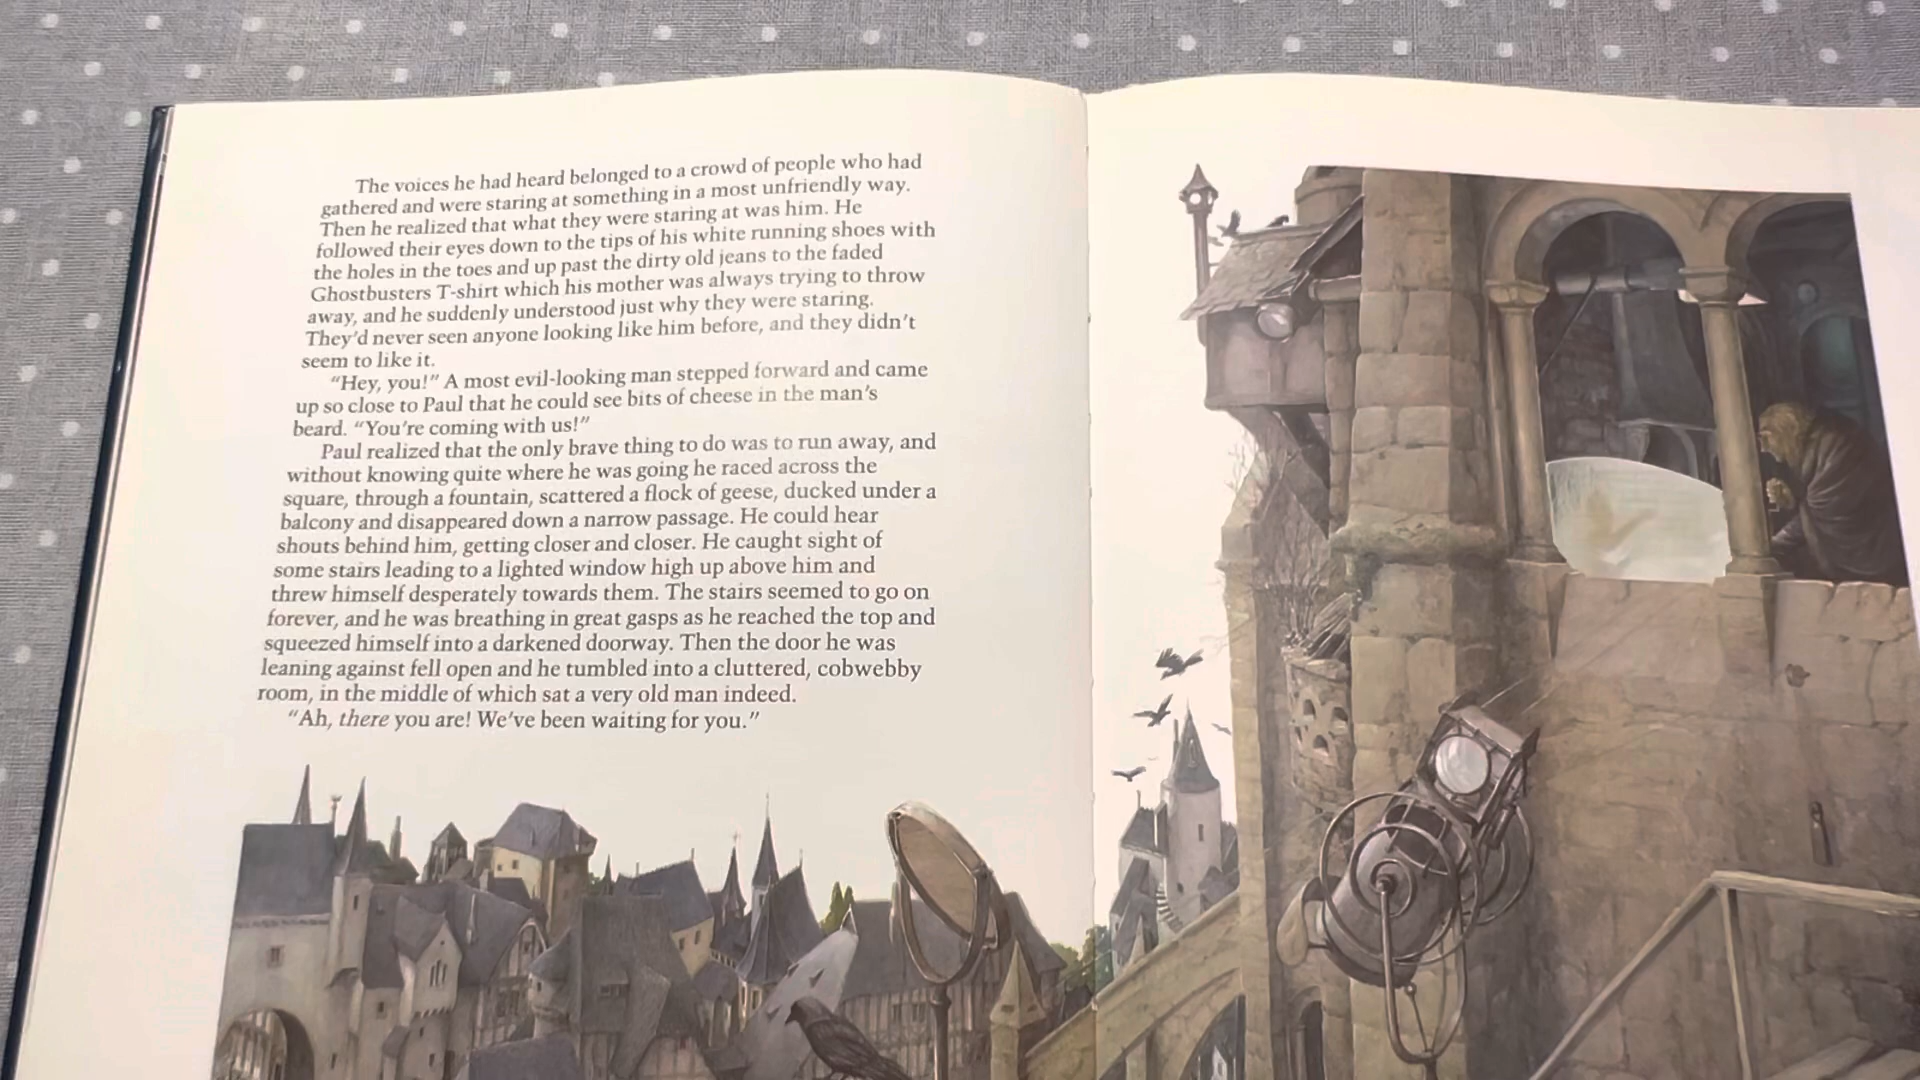 The voices he had heard belonged to a crowd of people who had
gathered and were staring at something in a most unfriendly way.
Then he realized that what they were staring at was him. He
followed their eyes down to the tips of his white running shoes with
the holes in the toes and up past the dirty old jeans to the faded
Ghostbusters T-shirt which his mother was always trying to throw
away, and he suddenly understood just why they were staring.
They'd never seen anyone looking like him before, and they didn't
seem to like it.
"Hey, you!" A most evil-looking man stepped forward and came
up so close to Paul that he could see bits of cheese in the man's
beard. "You're coming with us!"
Paul realized that the only brave thing to do was to run away, and
without knowing quite where he was going he raced across the
square, through a fountain, scattered a flock of geese, ducked under a
balcony and disappeared down a narrow passage. He could hear
shouts behind him, getting closer and closer. He caught sight of
some stairs leading to a lighted window high up above him and
threw himself desperately towards them. The stairs seemed to go on
forever, and he was breathing in great gasps as he reached the top and
squeezed himself into a darkened doorway. Then the door he was
leaning against fell open and he tumbled into a cluttered, cobwebby
room, in the middle of which sat a very old man indeed.
"Ah, there you are! We've been waiting for you."